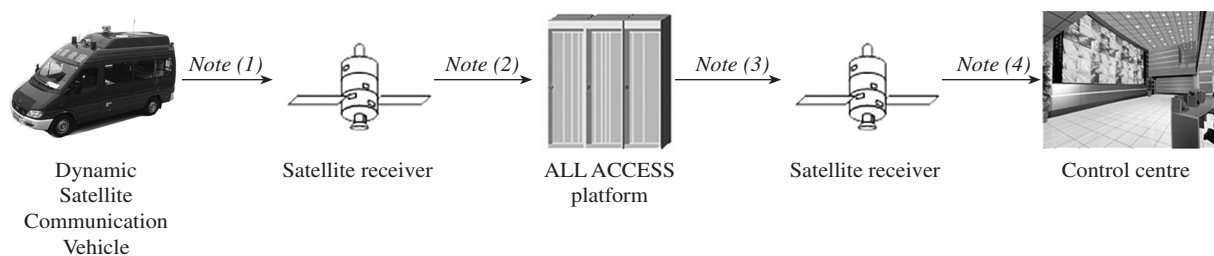 Note (1)
Note (2)
Note (3)
Note (4)
Dynamic
Satellite
Communication
Vehicle
Satellite receiver
ALL ACCESS
platform
Satellite receiver
Control centre